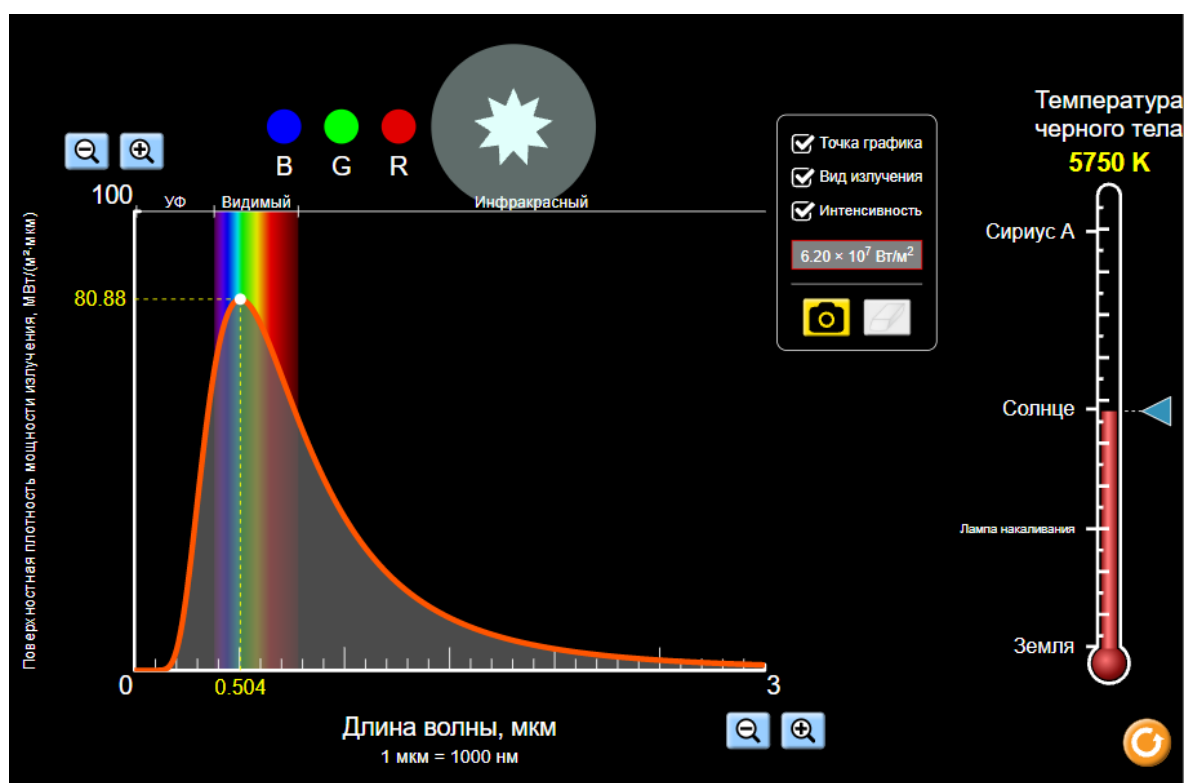 Температура
черного тела
5750 K
B G R
Точка графика
Вид излучения
Интенсивность
6.20 × 10⁷ Вт/м²
100
УФ
Видимый
Инфракрасный
Сириус А
80.88
Поверхностная плотность мощности излучения, МВт/(м²·мкм)
Солнце
Лампа накаливания
Земля
0
0.504
3
Длина волны, мкм
1 мкм = 1000 нм